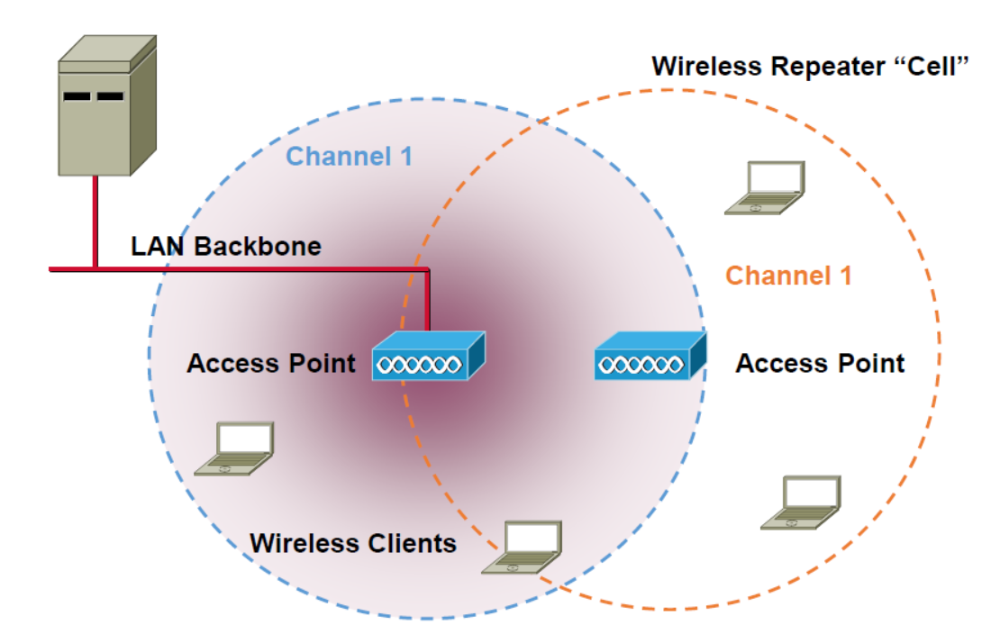 Wireless Repeater “Cell”
Channel 1
LAN Backbone
Channel 1
Access Point
Access Point
Wireless Clients